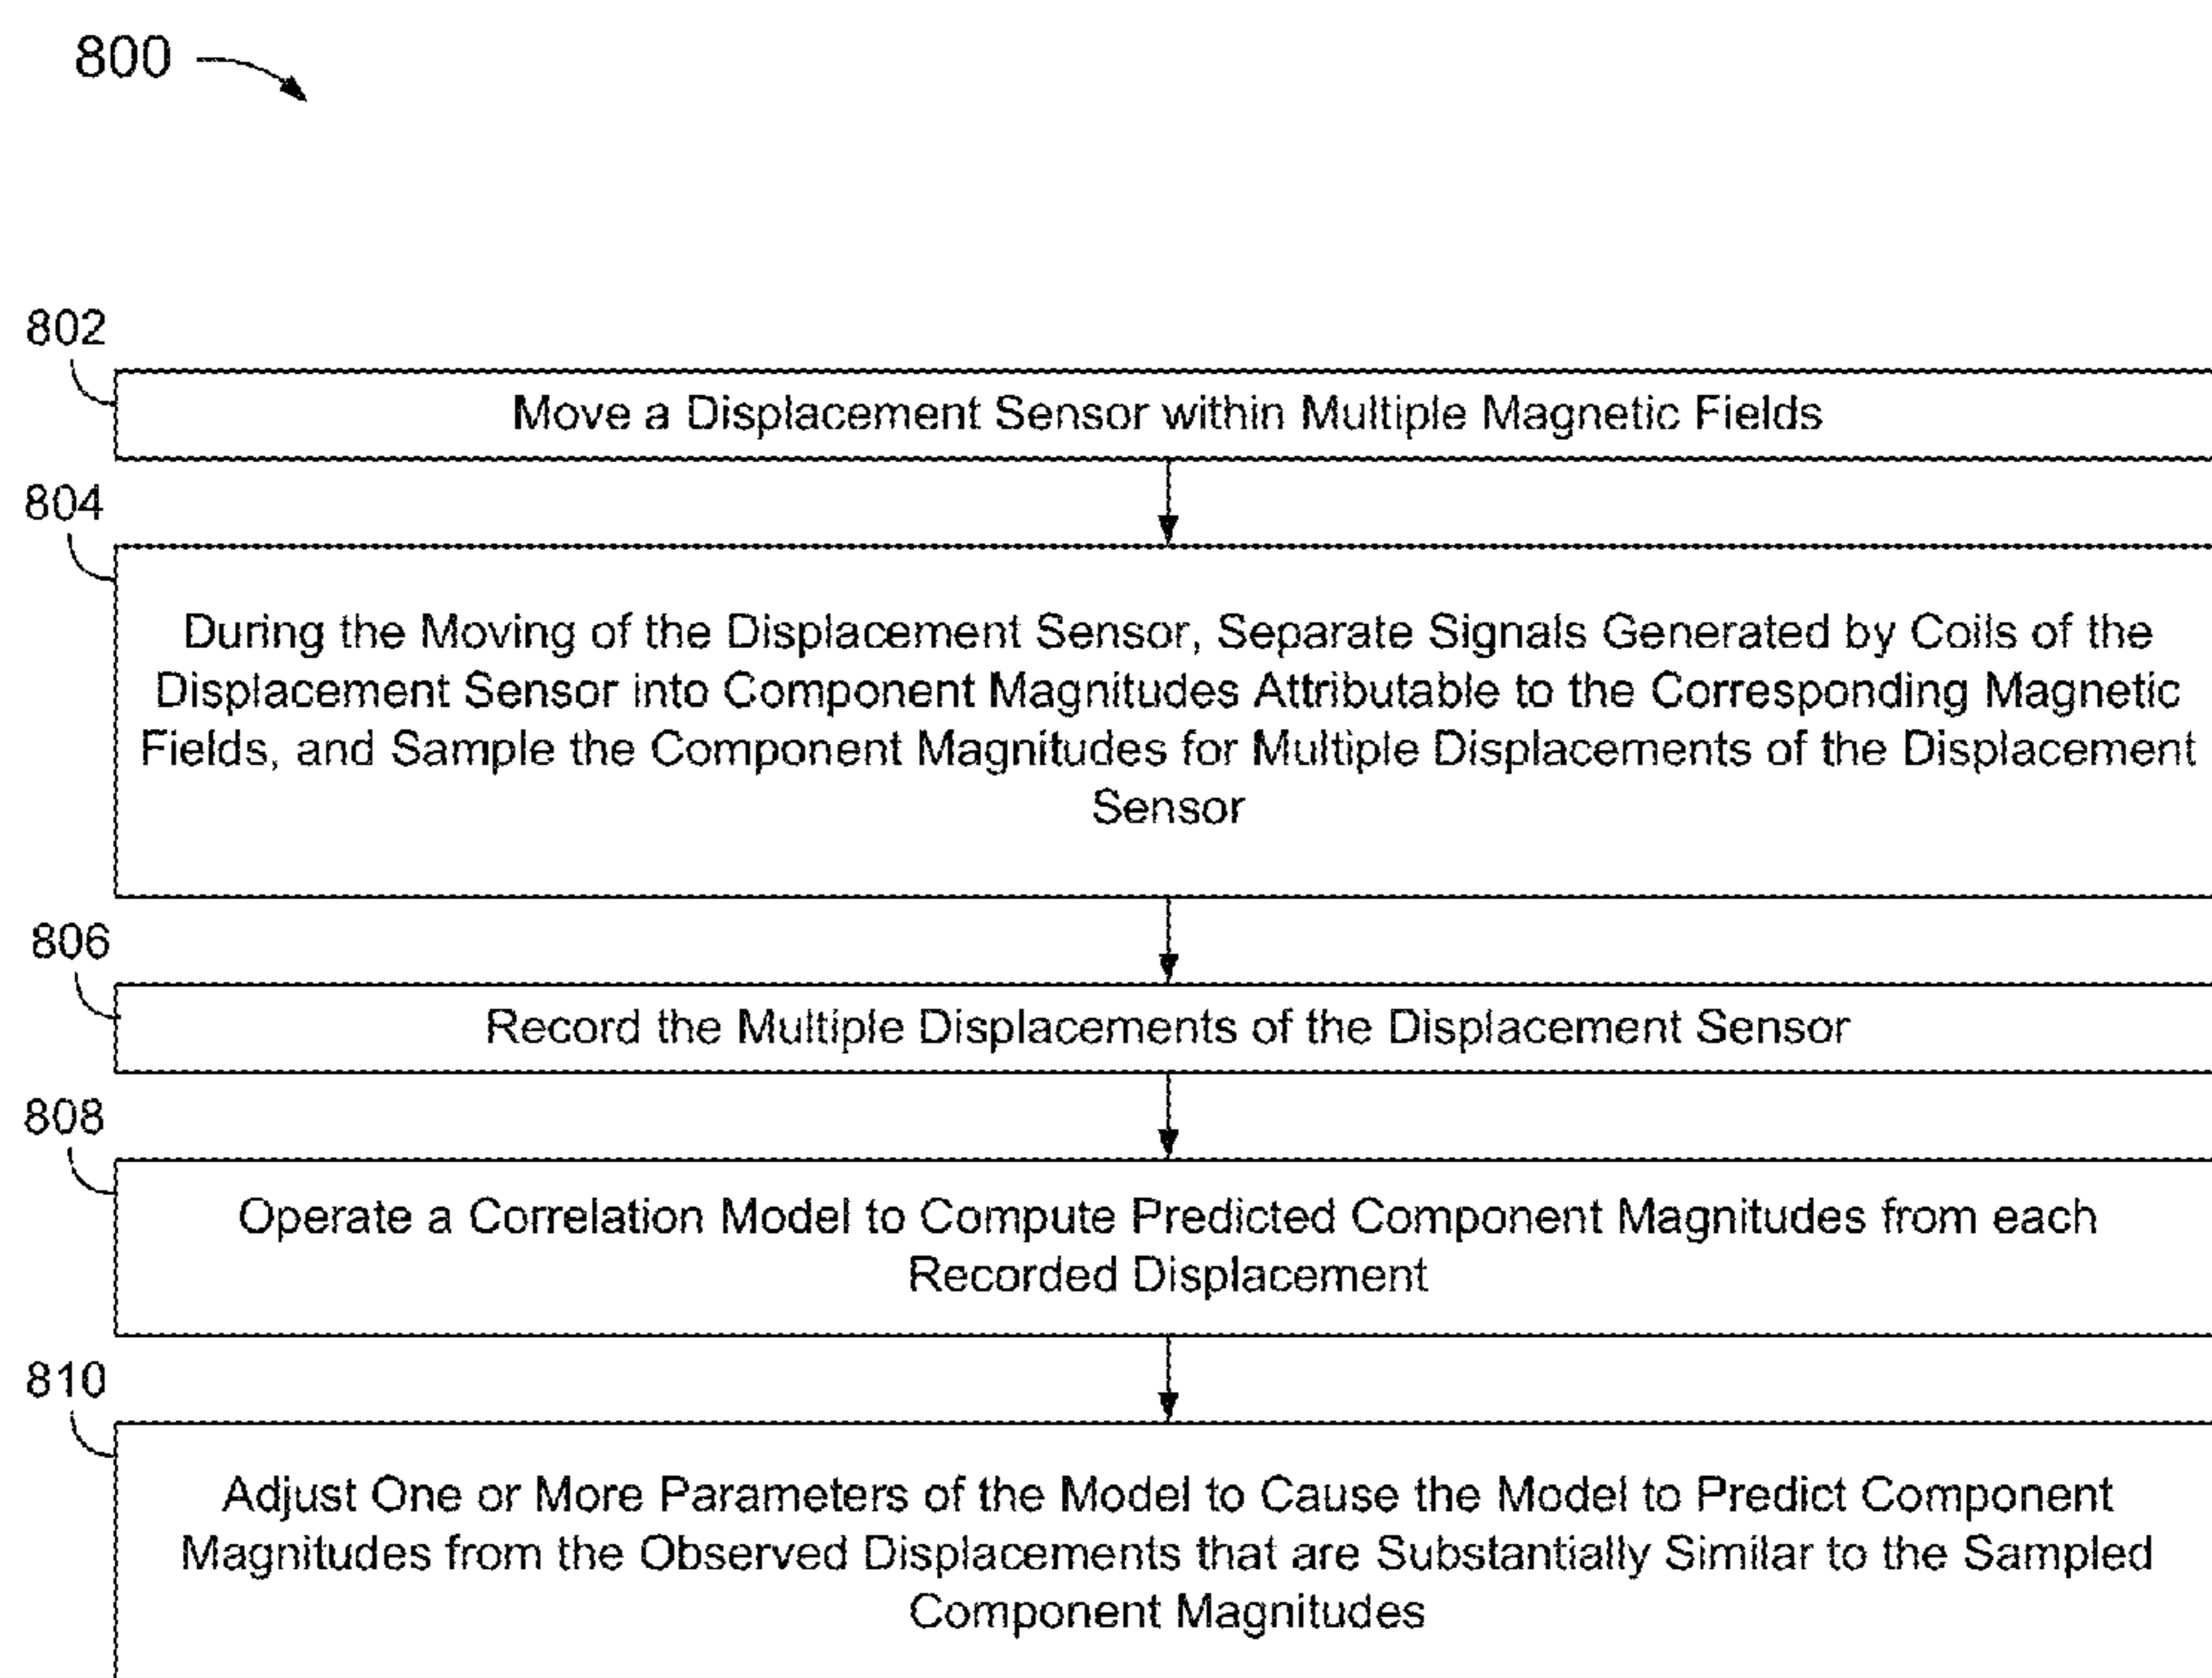 800
802
Move a Displacement Sensor within Multiple Magnetic Fields
804
During the Moving of the Displacement Sensor, Separate Signals Generated by Coils of the
Displacement Sensor into Component Magnitudes Attributable to the Corresponding Magnetic
Fields, and Sample the Component Magnitudes for Multiple Displacements of the Displacement
Sensor
806
Record the Multiple Displacements of the Displacement Sensor
808
Operate a Correlation Model to Compute Predicted Component Magnitudes from each
Recorded Displacement
810
Adjust One or More Parameters of the Model to Cause the Model to Predict Component
Magnitudes from the Observed Displacements that are Substantially Similar to the Sampled
Component Magnitudes